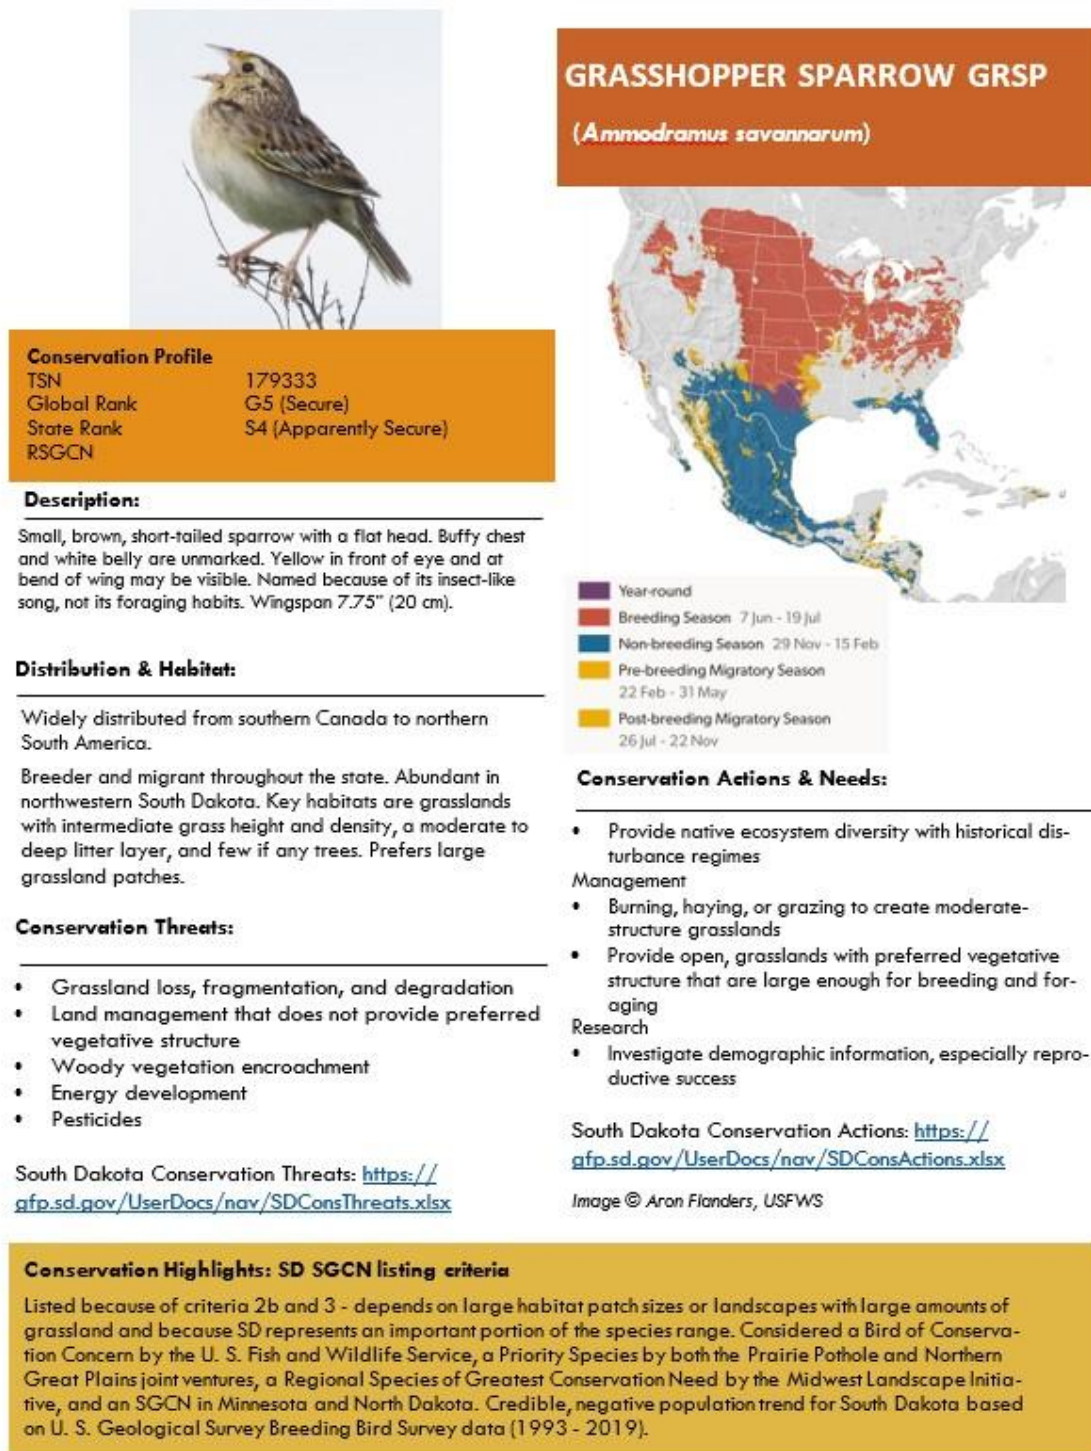 GRASSHOPPER SPARROW GRSP
(Ammodramus savannarum)
Conservation Profile
TSN 179333
Global Rank G5 (Secure)
State Rank S4 (Apparently Secure)
RSGCN
Description:
Small, brown, short-tailed sparrow with a flat head. Buffy chest
and white belly are unmarked. Yellow in front of eye and at
bend of wing may be visible. Named because of its insect-like
song, not its foraging habits. Wingspan 7.75" (20 cm).
Distribution & Habitat:
Widely distributed from southern Canada to northern
South America.
Breeder and migrant throughout the state. Abundant in
northwestern South Dakota. Key habitats are grasslands
with intermediate grass height and density, a moderate to
deep litter layer, and few if any trees. Prefers large
grassland patches.
Conservation Threats:
• Grassland loss, fragmentation, and degradation
• Land management that does not provide preferred
vegetative structure
• Woody vegetation encroachment
• Energy development
• Pesticides
South Dakota Conservation Threats: https://
gfp.sd.gov/UserDocs/nav/SDConsThreats.xlsx
Year-round
Breeding Season 7 Jun - 19 Jul
Non-breeding Season 29 Nov - 15 Feb
Pre-breeding Migratory Season
22 Feb - 31 May
Post-breeding Migratory Season
26 Jul - 22 Nov
Conservation Actions & Needs:
• Provide native ecosystem diversity with historical dis-
turbance regimes
Management
• Burning, haying, or grazing to create moderate-
structure grasslands
• Provide open, grasslands with preferred vegetative
structure that are large enough for breeding and for-
aging
Research
• Investigate demographic information, especially repro-
ductive success
South Dakota Conservation Actions: https://
gfp.sd.gov/UserDocs/nav/SDConsActions.xlsx
Image © Aron Flanders, USFWS
Conservation Highlights: SD SGCN listing criteria
Listed because of criteria 2b and 3 - depends on large habitat patch sizes or landscapes with large amounts of
grassland and because SD represents an important portion of the species range. Considered a Bird of Conserva-
tion Concern by the U. S. Fish and Wildlife Service, a Priority Species by both the Prairie Pothole and Northern
Great Plains joint ventures, a Regional Species of Greatest Conservation Need by the Midwest Landscape Initia-
tive, and an SGCN in Minnesota and North Dakota. Credible, negative population trend for South Dakota based
on U. S. Geological Survey Breeding Bird Survey data (1993 - 2019).